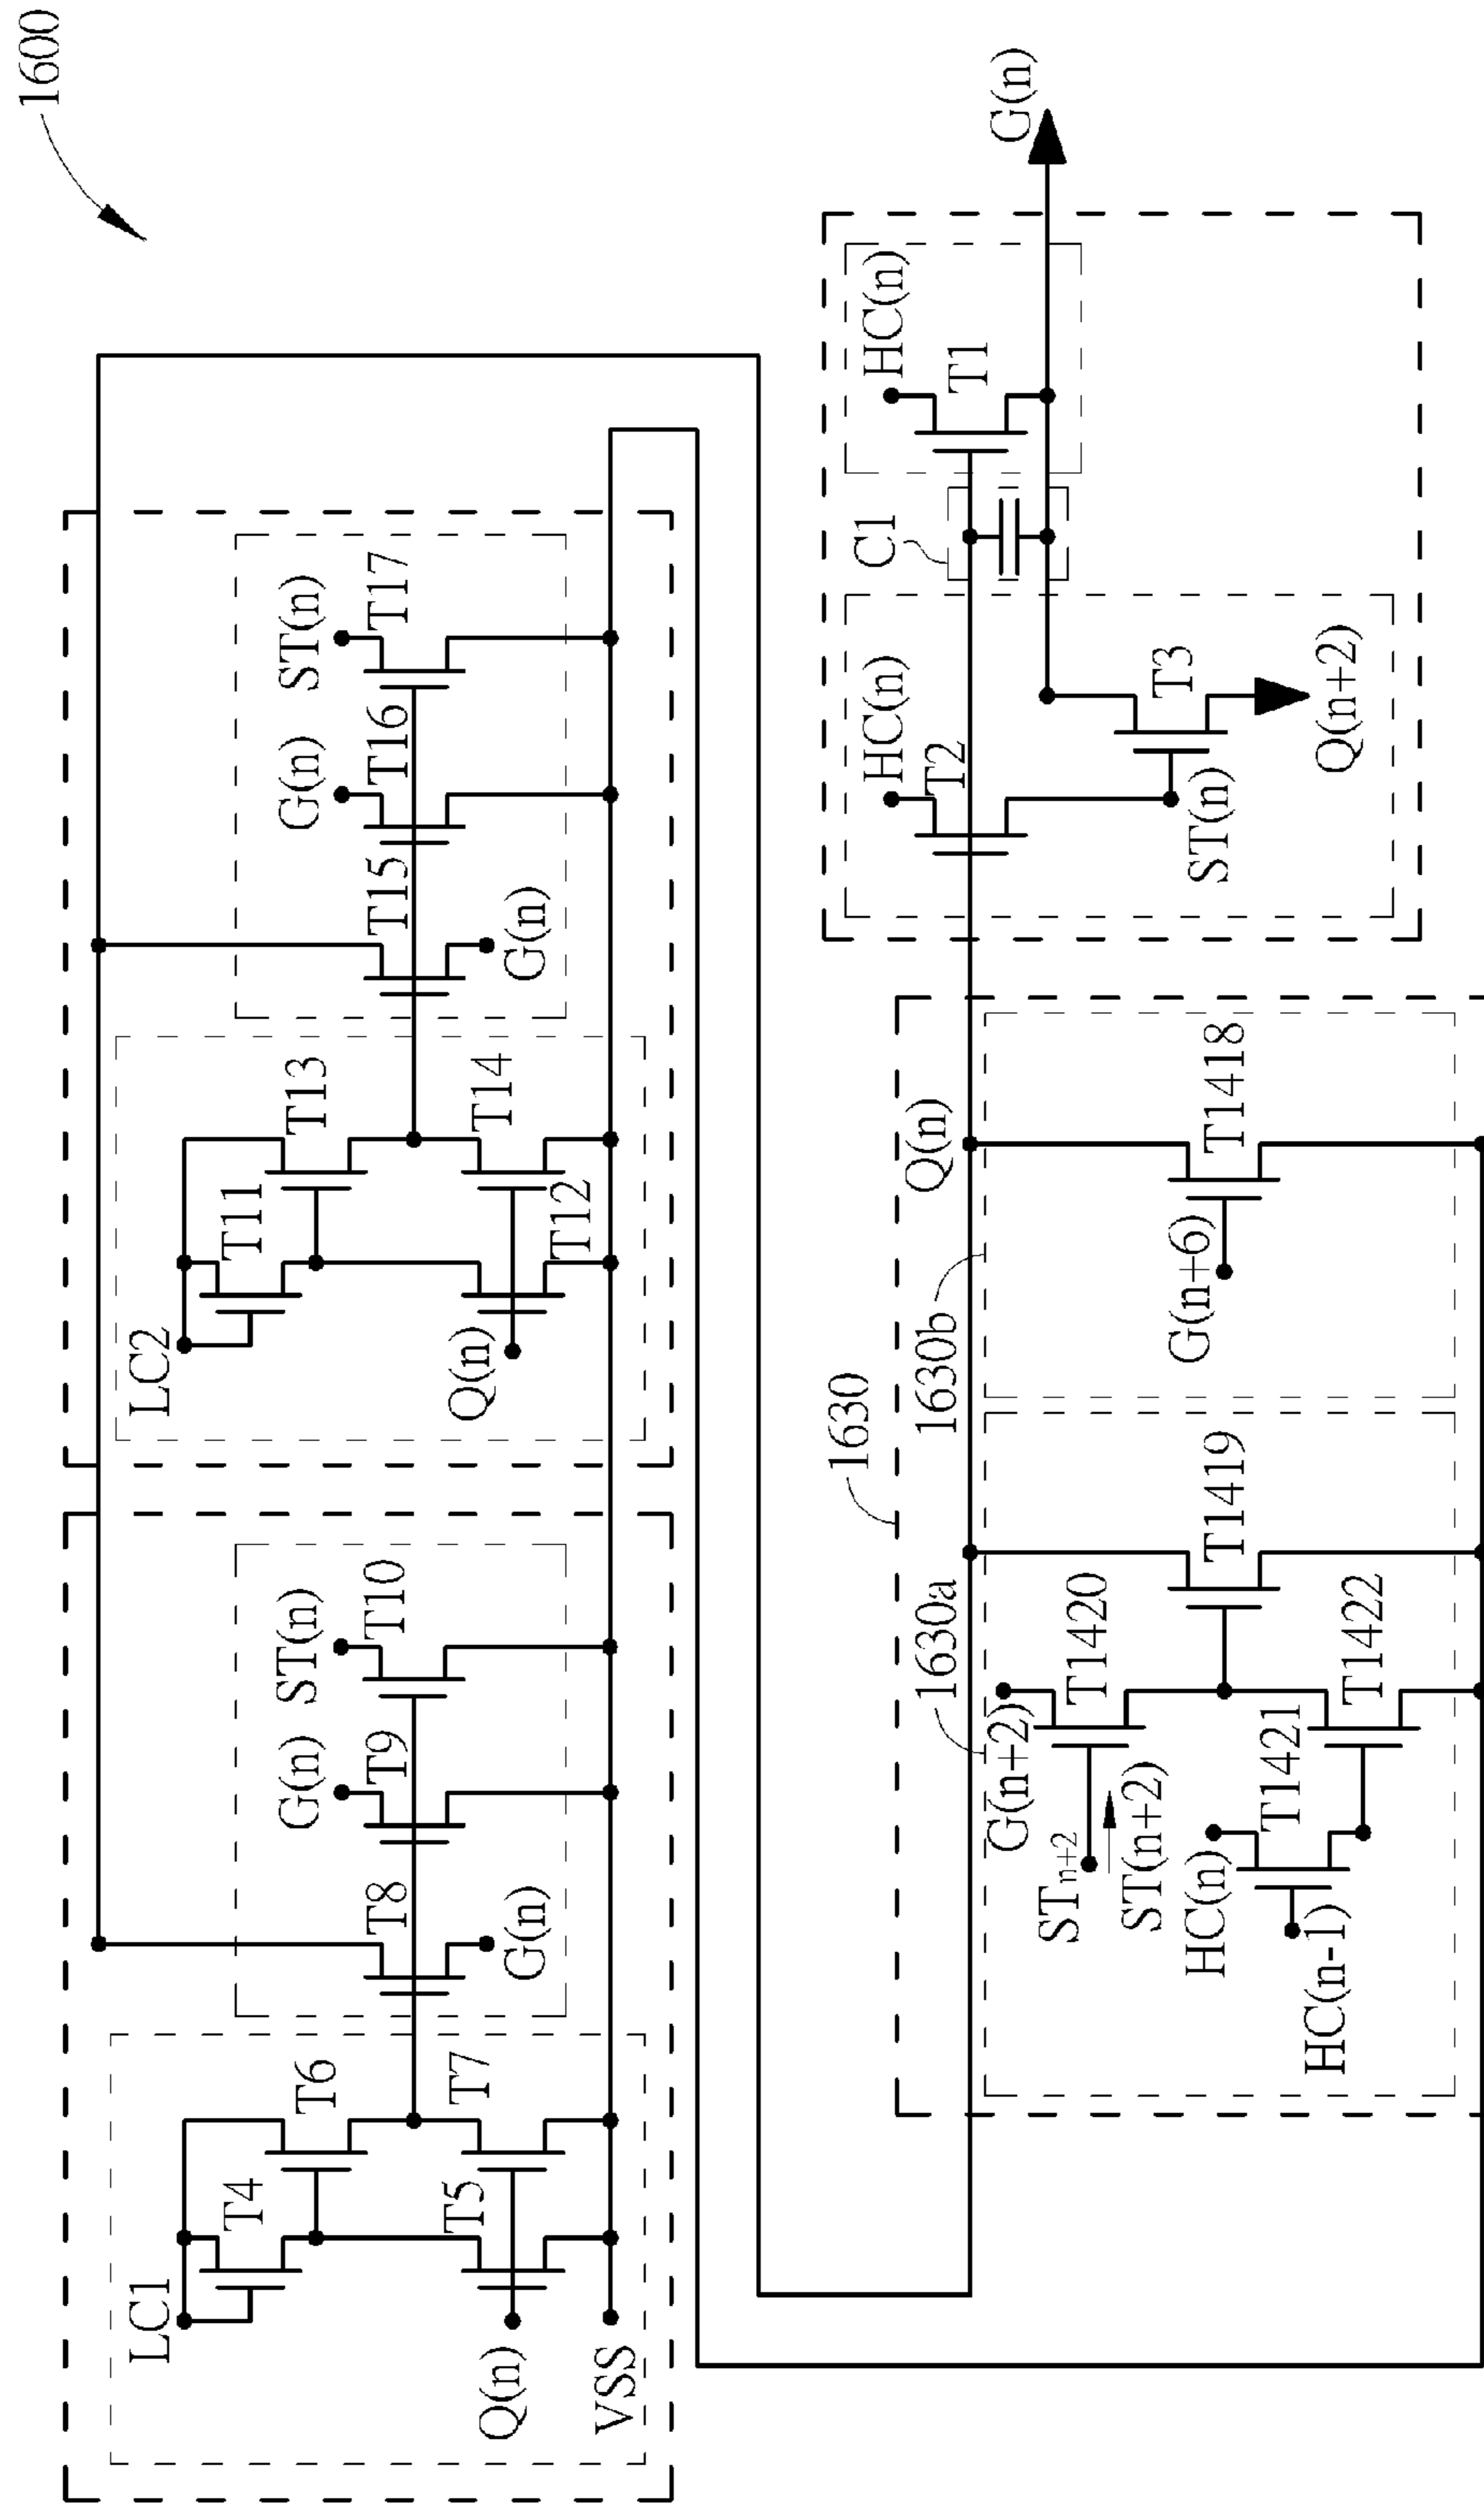 1600
LC1
T4
T6
Q(n)
T5
T7
VSS
T8
G(n)
T9
G(n)
T10
ST(n)
LC2
T11
T13
Q(n)
T12
T14
T15
G(n)
T16
G(n)
T17
ST(n)
1630
1630a
1630b
Q(n)
G(n+2)
T1420
STn+2
ST(n+2)
HC(n)
T1421
HC(n-1)
T1422
T1419
G(n+6)
T1418
HC(n)
T2
ST(n)
T3
Q(n+2)
C1
HC(n)
T1
G(n)